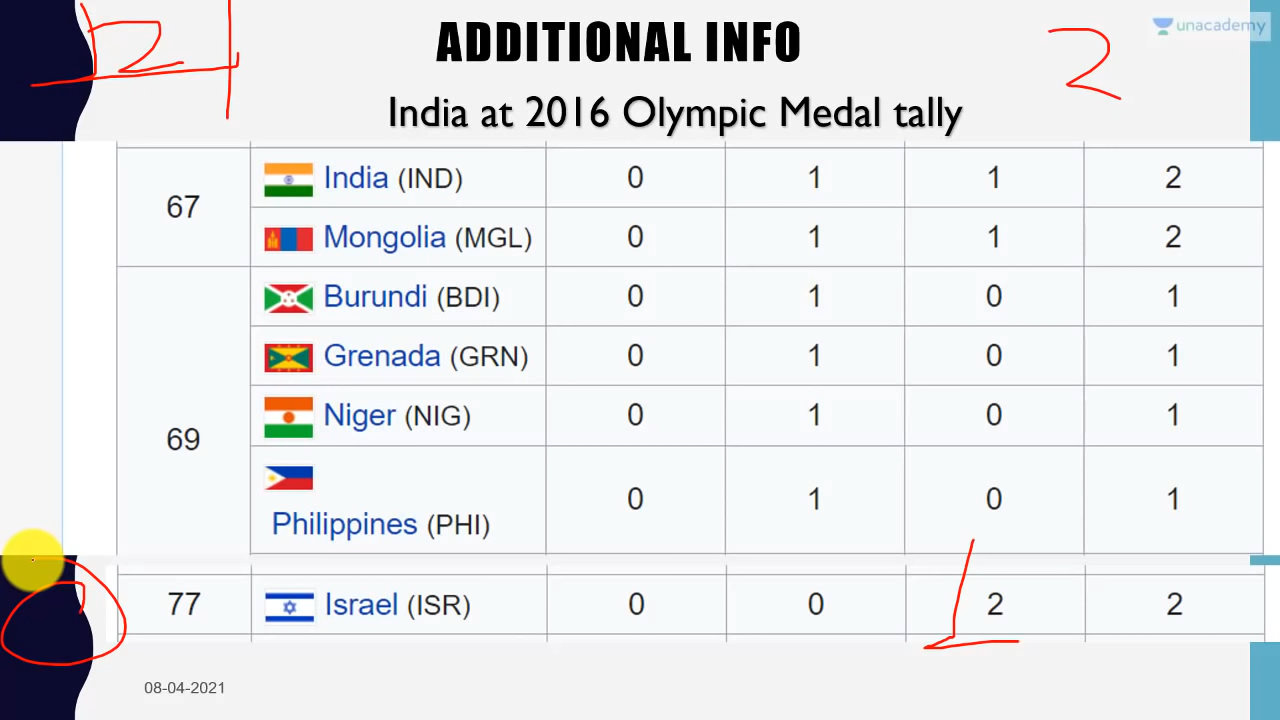 unacademy
ADDITIONAL INFO
India at 2016 Olympic Medal tally
67 India (IND) 0 1 1 2
Mongolia (MGL) 0 1 1 2
69 Burundi (BDI) 0 1 0 1
Grenada (GRN) 0 1 0 1
Niger (NIG) 0 1 0 1
Philippines (PHI) 0 1 0 1
77 Israel (ISR) 0 0 2 2
08-04-2021